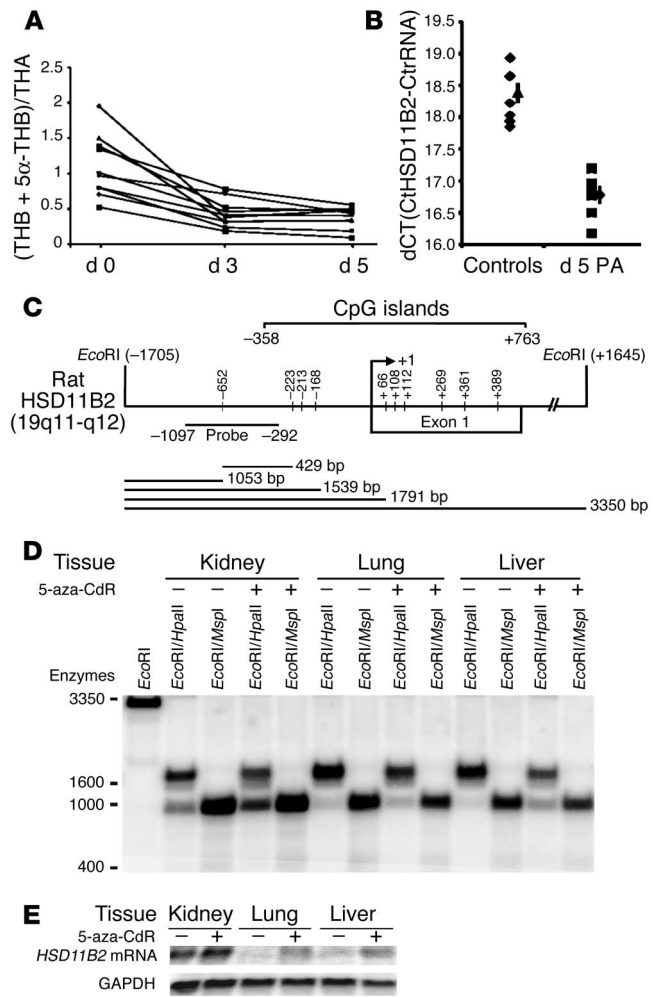 A
(THB + 5α-THB)/THA
2.5
2
1.5
1
0.5
0
d 0
d 3
d 5
B
dCT(CtHSD11B2-CtrRNA)
19.5
19.0
18.5
18.0
17.5
17.0
16.5
16.0
Controls
d 5 PA
C
CpG islands
–358
+763
EcoRI (–1705)
EcoRI (+1645)
Rat
HSD11B2
(19q11-q12)
–652
–223
–213
–168
+1
+ 66
+108
+112
+269
+361
+389
Exon 1
–1097 Probe –292
429 bp
1053 bp
1539 bp
1791 bp
3350 bp
D
Tissue Kidney Lung Liver
5-aza-CdR – – + + – – + + – – + +
Enzymes EcoRI EcoRI/HpaII EcoRI/MspI EcoRI/HpaII EcoRI/MspI EcoRI/HpaII EcoRI/MspI EcoRI/HpaII EcoRI/MspI EcoRI/HpaII EcoRI/MspI EcoRI/HpaII EcoRI/MspI
3350
1600
1000
400
E
Tissue Kidney Lung Liver
5-aza-CdR – + – + – +
HSD11B2 mRNA
GAPDH